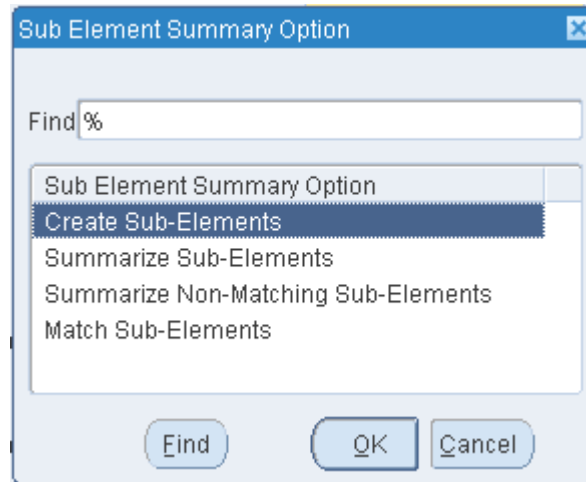 Sub Element Summary Option
Find %
Sub Element Summary Option
Create Sub-Elements
Summarize Sub-Elements
Summarize Non-Matching Sub-Elements
Match Sub-Elements
Find OK Cancel